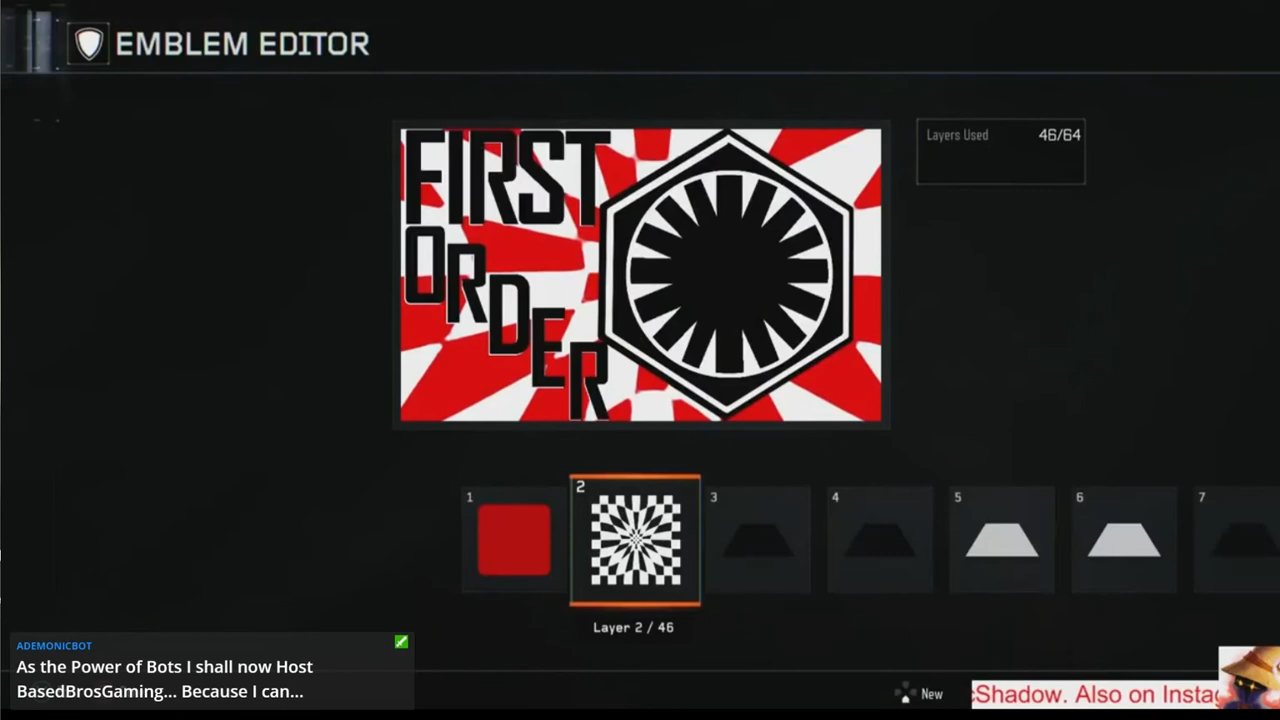 EMBLEM EDITOR
Layers Used 46/64
FIRST
ORDER
1
2
3
4
5
6
7
Layer 2 / 46
ADEMONICBOT
As the Power of Bots I shall now Host
BasedBrosGaming... Because I can...
New
Shadow. Also on Insta